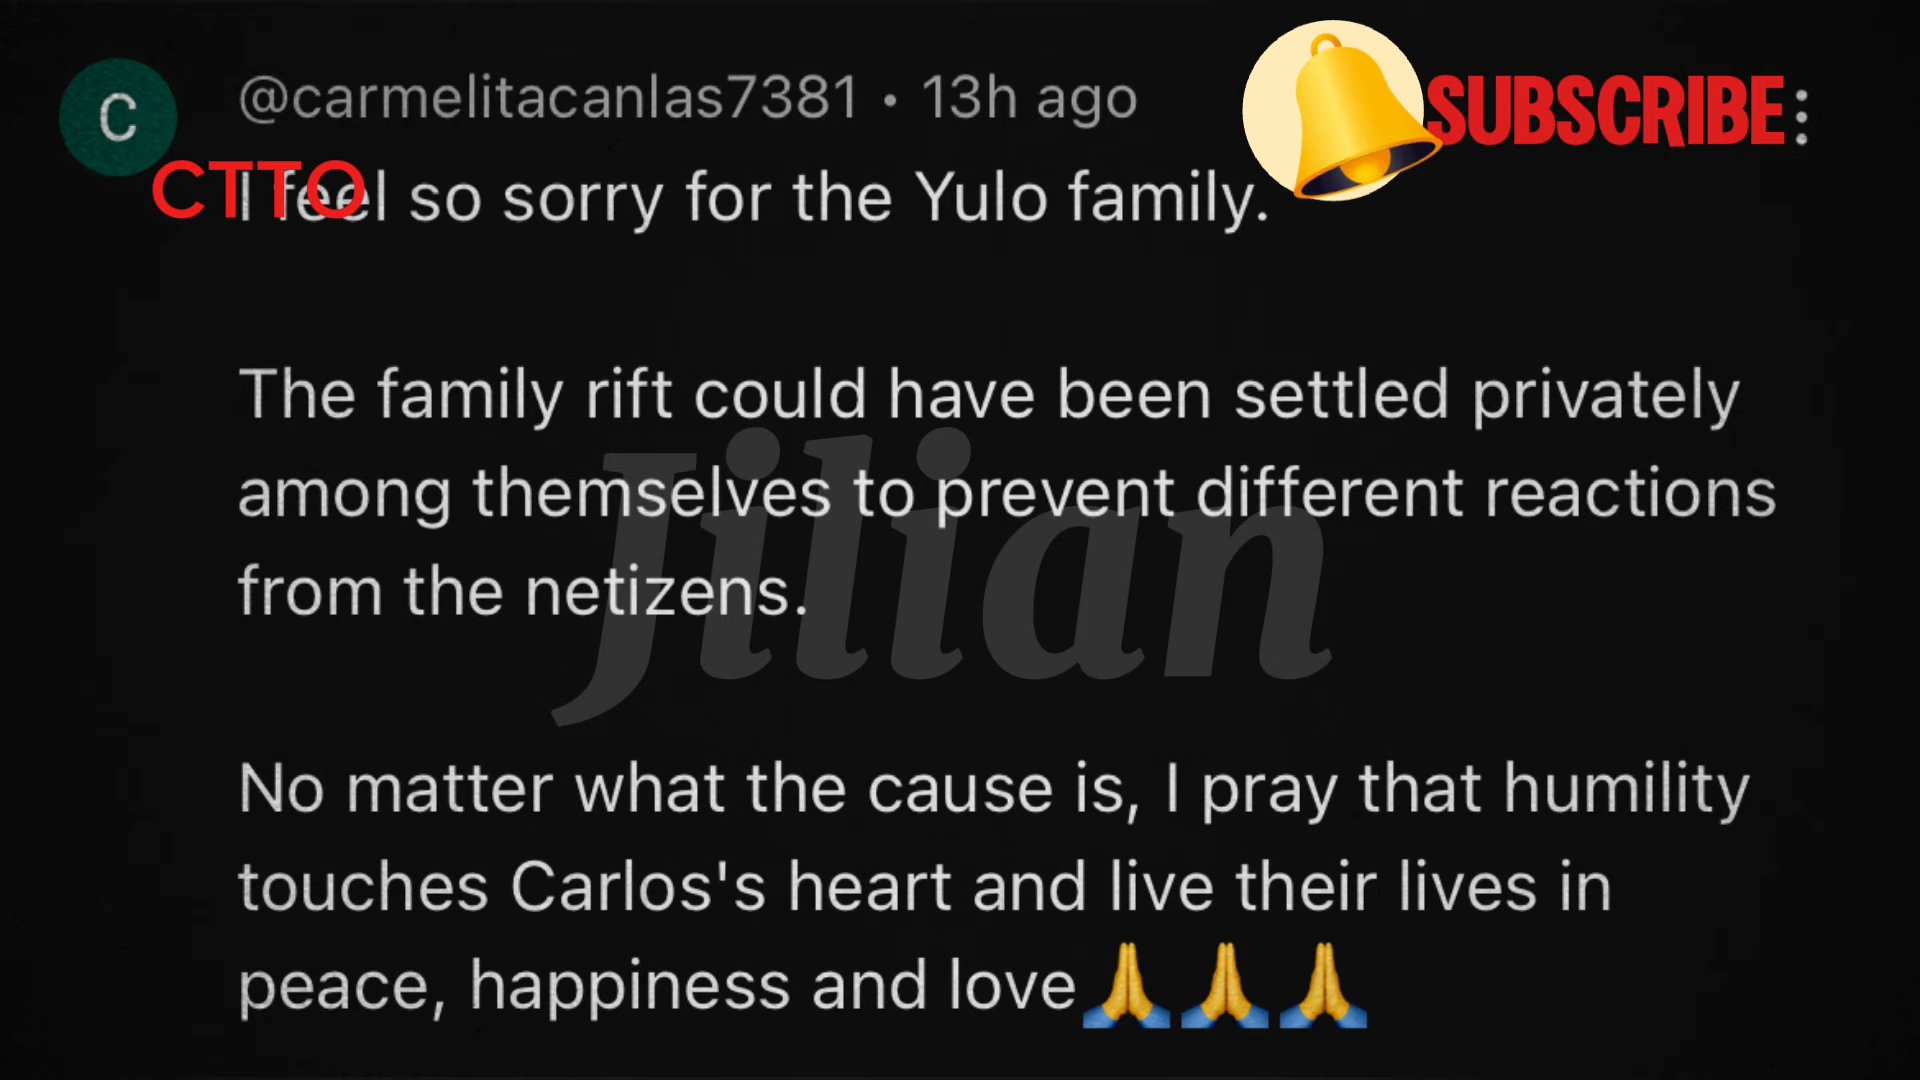 C
@carmelitacanlas7381 • 13h ago
SUBSCRIBE
CTTO
I feel so sorry for the Yulo family.
The family rift could have been settled privately
among themselves to prevent different reactions
from the netizens.
Jilian
No matter what the cause is, I pray that humility
touches Carlos's heart and live their lives in
peace, happiness and love🙏🙏🙏